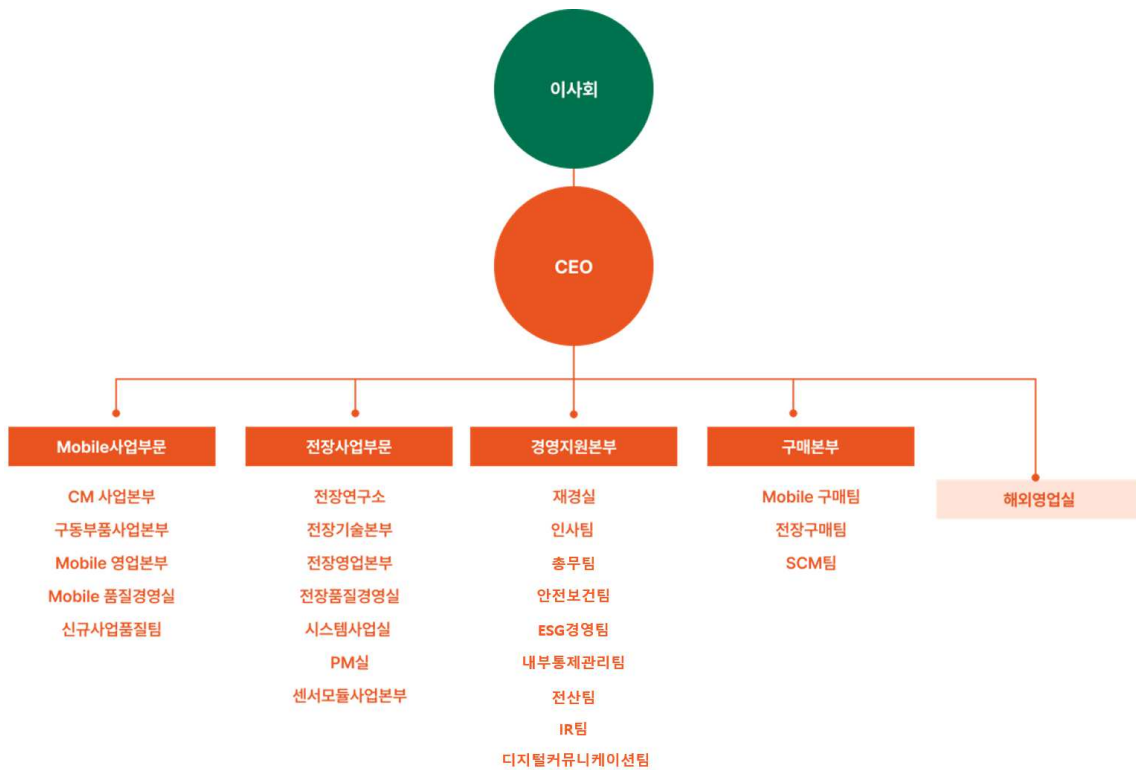 이사회
CEO
Mobile사업부문
CM 사업본부
구동부품사업본부
Mobile 영업본부
Mobile 품질경영실
신규사업품질팀
전장사업부문
전장연구소
전장기술본부
전장영업본부
전장품질경영실
시스템사업실
PM실
센서모듈사업본부
경영지원본부
재경실
인사팀
총무팀
안전보건팀
ESG경영팀
내부통제관리팀
전산팀
IR팀
디지털커뮤니케이션팀
구매본부
Mobile 구매팀
전장구매팀
SCM팀
해외영업실